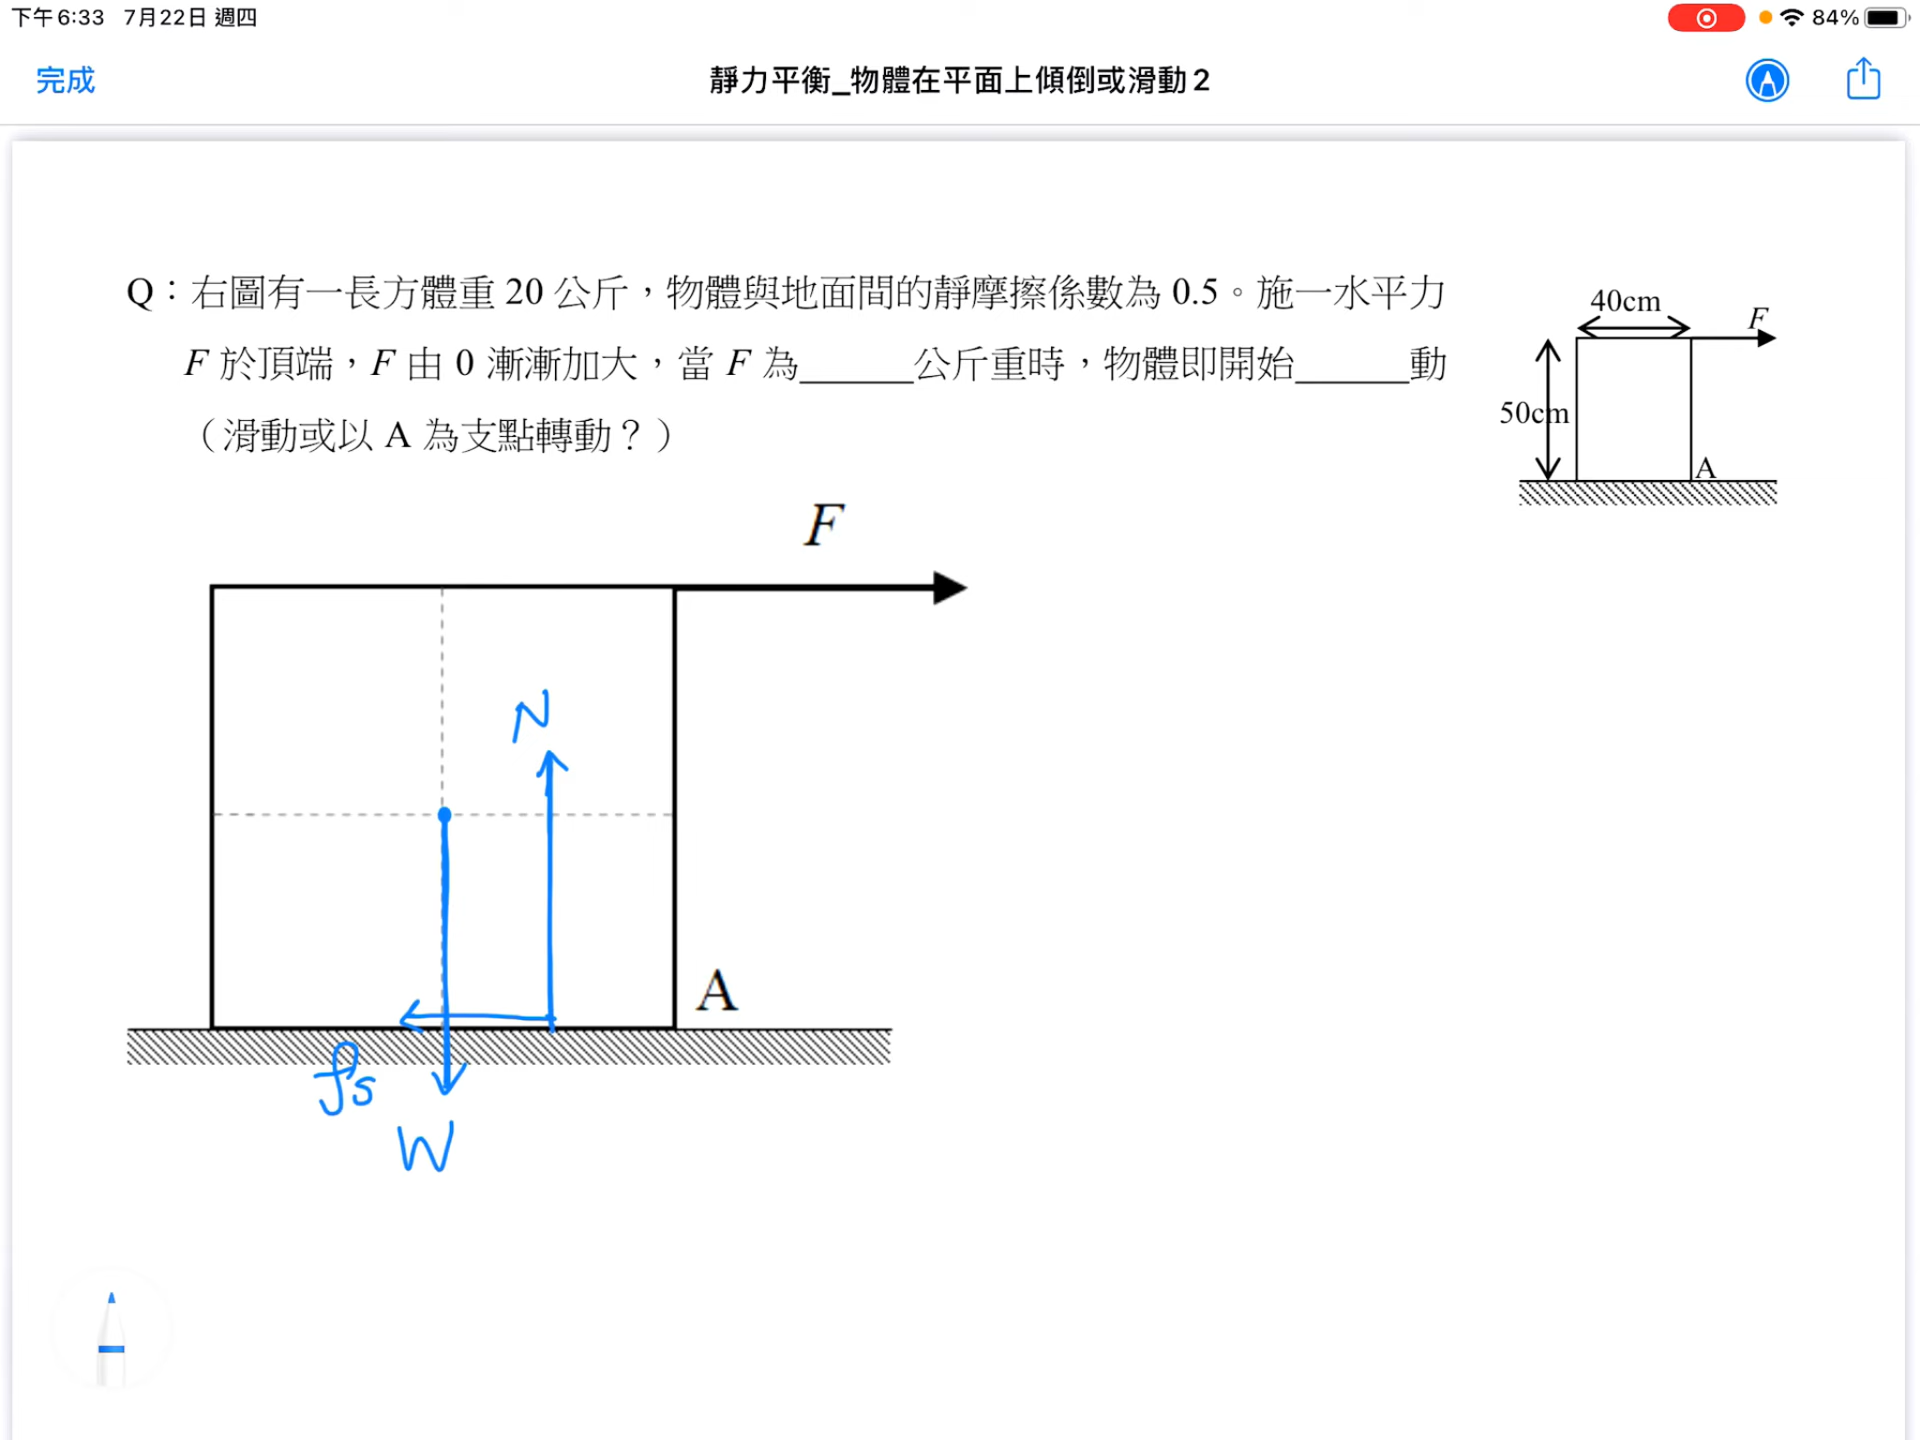 下午6:33 7月22日 週四
84%
完成
靜力平衡_物體在平面上傾倒或滑動 2
Q：右圖有一長方體重 20 公斤，物體與地面間的靜摩擦係數為 0.5。施一水平力
F 於頂端，F 由 0 漸漸加大，當 F 為______公斤重時，物體即開始______動
（滑動或以 A 為支點轉動？）
40cm
F
50cm
A
F
N
A
fs
W